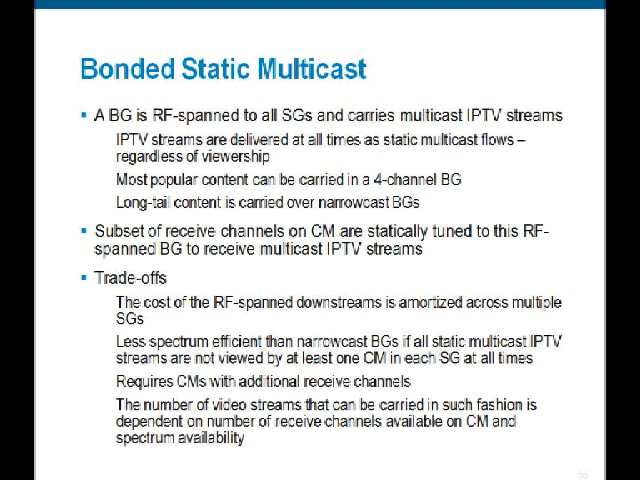 Bonded Static Multicast
▪ A BG is RF-spanned to all SGs and carries multicast IPTV streams
IPTV streams are delivered at all times as static multicast flows –
regardless of viewership
Most popular content can be carried in a 4-channel BG
Long-tail content is carried over narrowcast BGs
▪ Subset of receive channels on CM are statically tuned to this RF-
spanned BG to receive multicast IPTV streams
▪ Trade-offs
The cost of the RF-spanned downstreams is amortized across multiple
SGs
Less spectrum efficient than narrowcast BGs if all static multicast IPTV
streams are not viewed by at least one CM in each SG at all times
Requires CMs with additional receive channels
The number of video streams that can be carried in such fashion is
dependent on number of receive channels available on CM and
spectrum availability